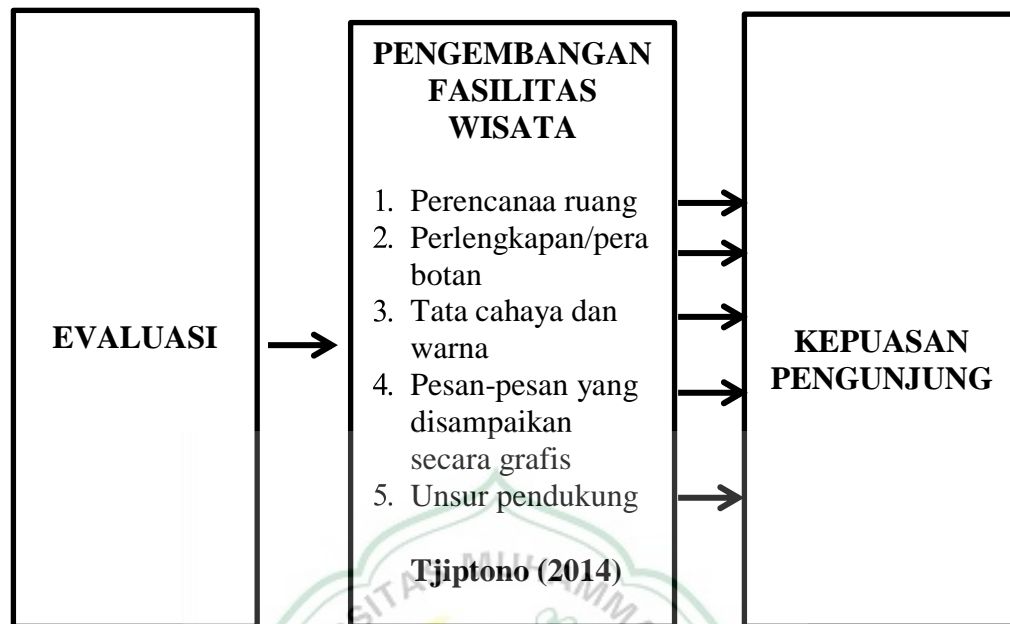 EVALUASI
PENGEMBANGAN
FASILITAS
WISATA
1. Perencanaa ruang
2. Perlengkapan/pera
botan
3. Tata cahaya dan
warna
4. Pesan-pesan yang
disampaikan
secara grafis
5. Unsur pendukung
Tjiptono (2014)
KEPUASAN
PENGUNJUNG